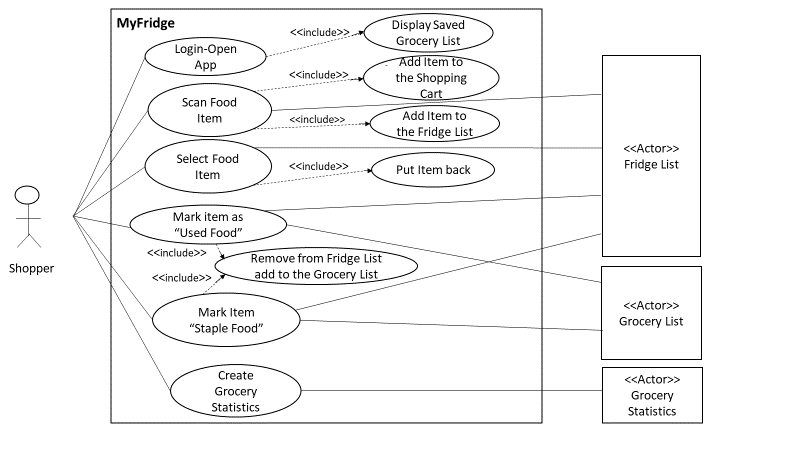 MyFridge
Login-Open
App
<<include>>
Display Saved
Grocery List
Scan Food
Item
<<include>>
Add Item to
the Shopping
Cart
<<include>>
Add Item to
the Fridge List
Select Food
Item
<<include>>
Put Item back
Mark item as
“Used Food”
<<include>>
Remove from Fridge List
add to the Grocery List
<<include>>
Mark Item
“Staple Food”
Create
Grocery
Statistics
Shopper
<<Actor>>
Fridge List
<<Actor>>
Grocery List
<<Actor>>
Grocery
Statistics